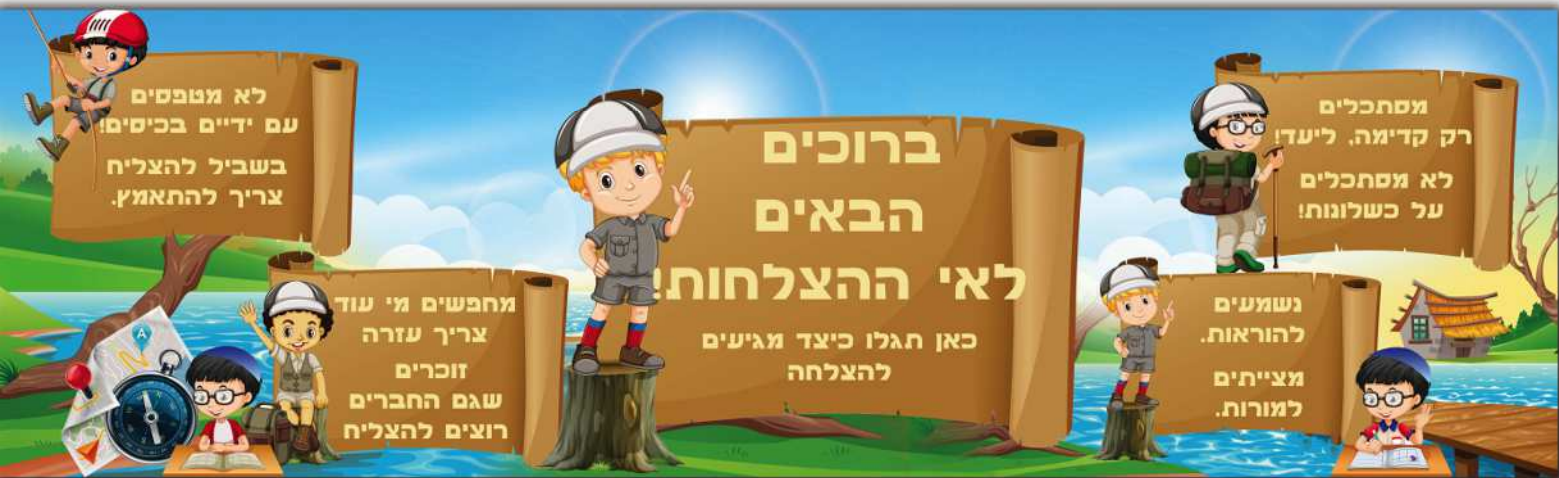 ברוכים
הבאים
לאי ההצלחות!
כאן תגלו כיצד מגיעים
להצלחה
מסתכלים
רק קדימה, ליעד!
לא מסתכלים
על כשלונות!
נשמעים
להוראות.
מצייתים
למורות.
לא מטפסים
עם ידיים בכיסים!
בשביל להצליח
צריך להתאמץ.
מחפשים מי עוד
צריך עזרה
זוכרים
שגם החברים
רוצים להצליח
A